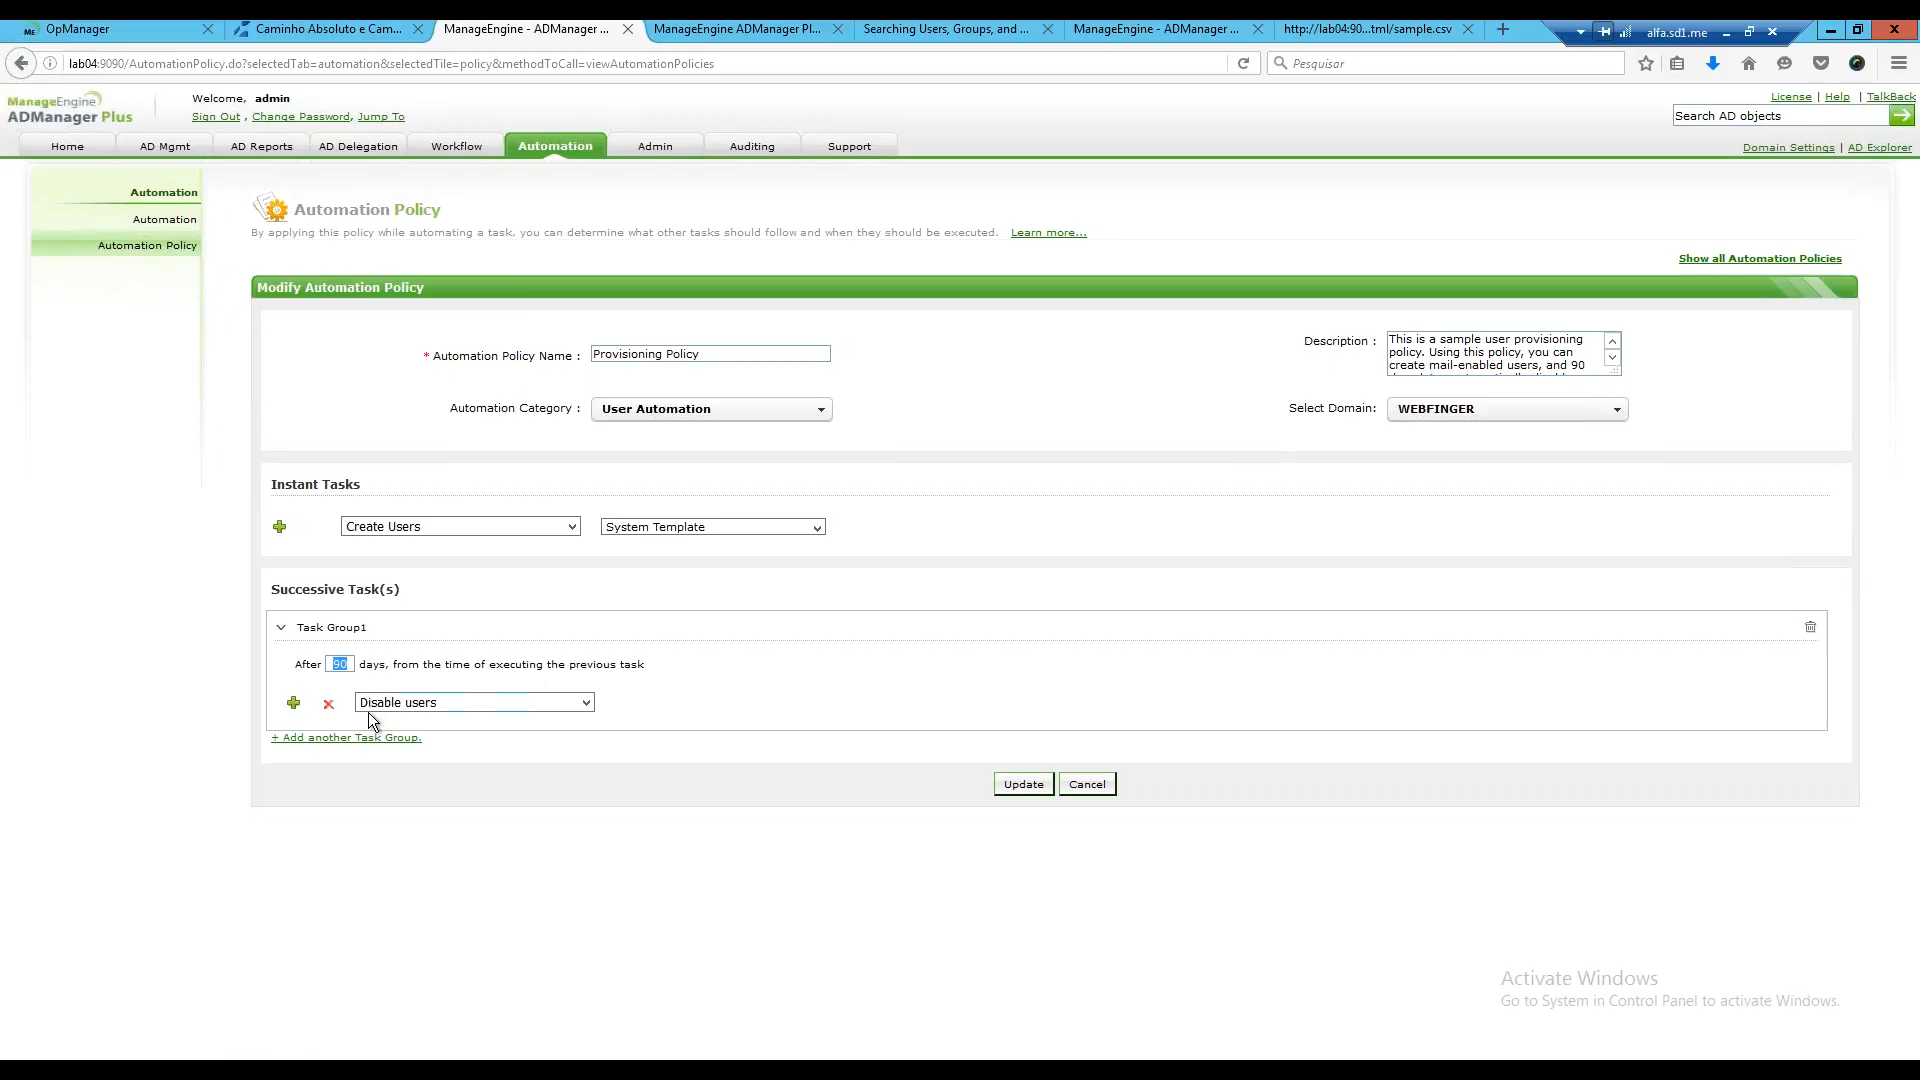 OpManager
Caminho Absoluto e Cam...
ManageEngine - ADManager ...
ManageEngine ADManager Pl...
Searching Users, Groups, and ...
ManageEngine - ADManager ...
http://lab04:90...tml/sample.csv
alfa.sd1.me
lab04:9090/AutomationPolicy.do?selectedTab=automation&selectedTile=policy&methodToCall=viewAutomationPolicies
Pesquisar
ManageEngine
ADManager Plus
Welcome, admin
Sign Out , Change Password, Jump To
License | Help | TalkBack
Search AD objects
Home
AD Mgmt
AD Reports
AD Delegation
Workflow
Automation
Admin
Auditing
Support
Domain Settings | AD Explorer
Automation
Automation
Automation Policy
Automation Policy
By applying this policy while automating a task, you can determine what other tasks should follow and when they should be executed. Learn more...
Show all Automation Policies
Modify Automation Policy
* Automation Policy Name : Provisioning Policy
Description : This is a sample user provisioning
policy. Using this policy, you can
create mail-enabled users, and 90
Automation Category : User Automation
Select Domain: WEBFINGER
Instant Tasks
Create Users
System Template
Successive Task(s)
Task Group1
After 90 days, from the time of executing the previous task
Disable users
+ Add another Task Group.
Update
Cancel
Activate Windows
Go to System in Control Panel to activate Windows.